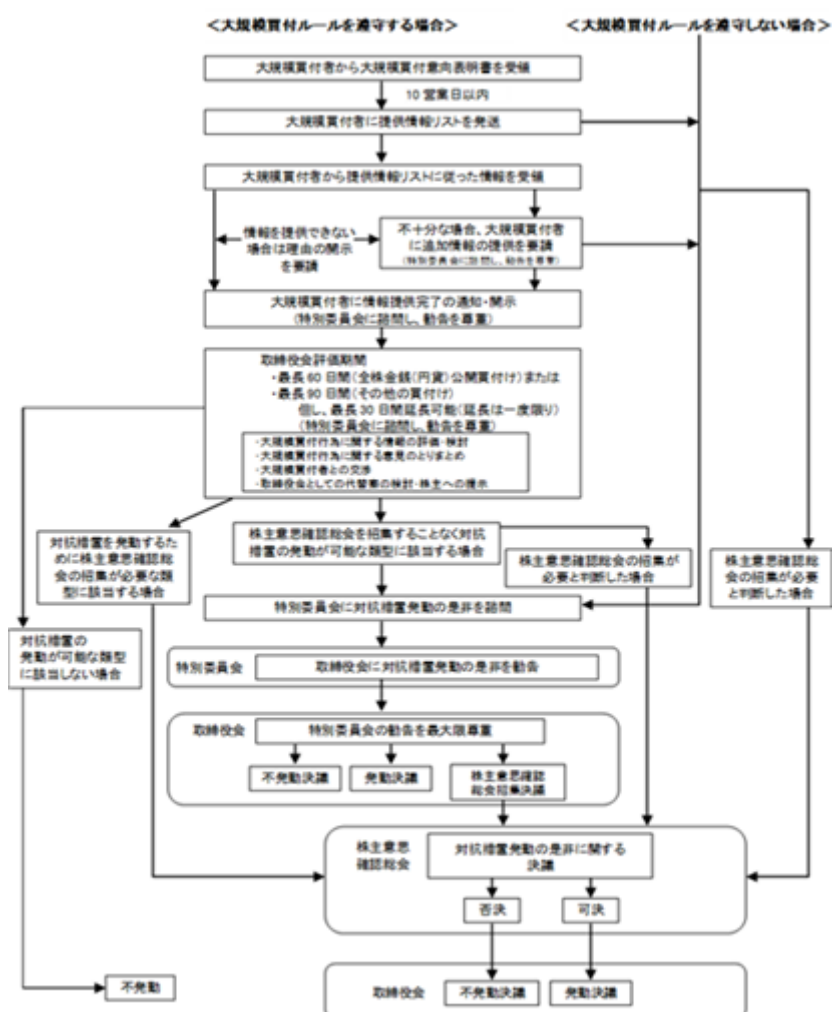 ＜大規模買付ルールを遵守する場合＞
＜大規模買付ルールを遵守しない場合＞
大規模買付者から大規模買付意向表明書を受領
10 営業日以内
大規模買付者に提供情報リストを発送
大規模買付者から提供情報リストに従った情報を受領
情報を提供できない
場合は理由の開示
を要請
不十分な場合、大規模買付者
に追加情報の提供を要請
(特別委員会に諮問し、勧告を尊重)
大規模買付者に情報提供完了の通知・開示
(特別委員会に諮問し、勧告を尊重)
取締役会評価期間
・最長 60 日間(全株金銭(円貨)公開買付け)または
・最長 90 日間(その他の買付け)
但し、最長 30 日間延長可能(延長は一度限り)
(特別委員会に諮問し、勧告を尊重)
・大規模買付行為に関する情報の評価・検討
・大規模買付行為に関する意見のとりまとめ
・大規模買付者との交渉
・取締役会としての代替案の検討・株主への提示
対抗措置を発動するた
めに株主意思確認総
会の招集が必要な類
型に該当する場合
株主意思確認総会を招集することなく対抗
措置の発動が可能な類型に該当する場合
株主意思確認総会の招集が
必要と判断した場合
株主意思確認総
会の招集が必要
と判断した場合
特別委員会に対抗措置発動の是非を諮問
対抗措置の
発動が可能な類型
に該当しない場合
特別委員会
取締役会に対抗措置発動の是非を勧告
取締役会
特別委員会の勧告を最大限尊重
不発動決議
発動決議
株主意思確認
総会招集決議
株主意思
確認総会
対抗措置発動の是非に関する
決議
否決
可決
不発動
取締役会
不発動決議
発動決議